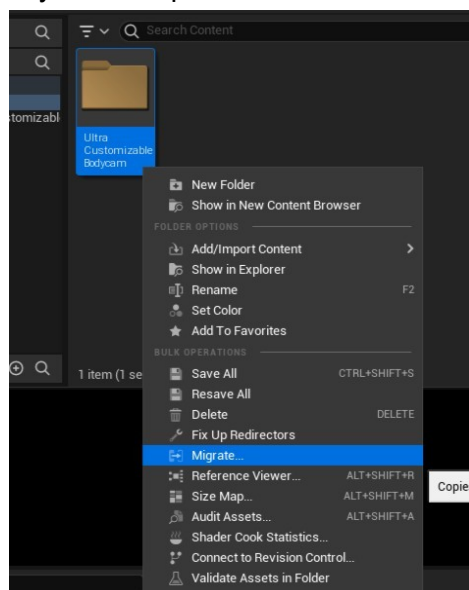 Search Content
stomizabl
Ultra
Customizable
Bodycam
New Folder
Show in New Content Browser
FOLDER OPTIONS
Add/Import Content
Show in Explorer
Rename F2
Set Color
Add To Favorites
BULK OPERATIONS
1 item (1 se
Save All CTRL+SHIFT+S
Resave All
Delete DELETE
Fix Up Redirectors
Migrate...
Reference Viewer... ALT+SHIFT+R
Copie
Size Map... ALT+SHIFT+M
Audit Assets... ALT+SHIFT+A
Shader Cook Statistics...
Connect to Revision Control...
Validate Assets in Folder